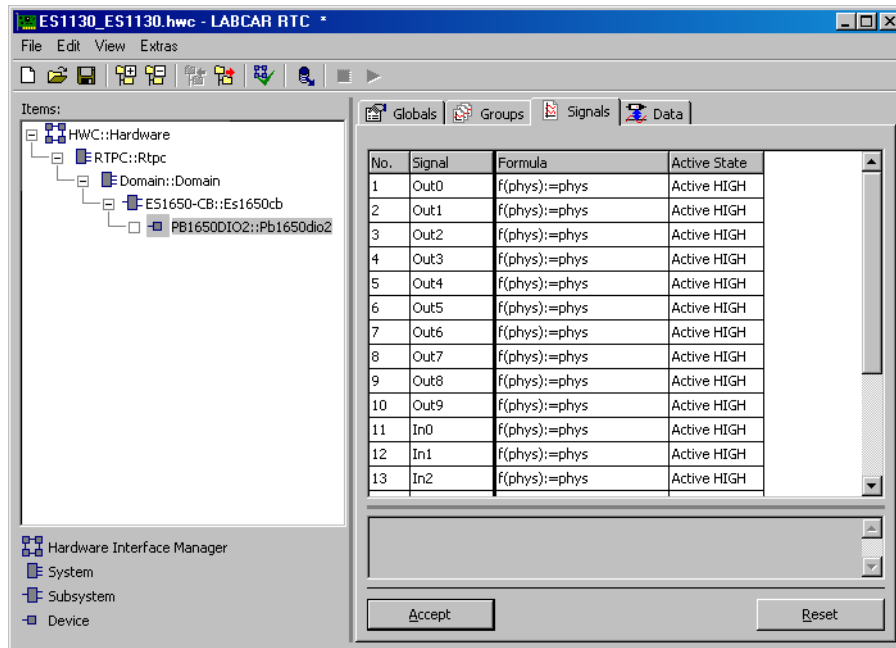 ES1130_ES1130.hwc - LABCAR RTC *
File Edit View Extras
Items:
HWC::Hardware
RTPC::Rtpc
Domain::Domain
ES1650-CB::Es1650cb
PB1650DIO2::Pb1650dio2
Hardware Interface Manager
System
Subsystem
Device
Globals Groups Signals Data
No. Signal Formula Active State
1 Out0 f(phys):=phys Active HIGH
2 Out1 f(phys):=phys Active HIGH
3 Out2 f(phys):=phys Active HIGH
4 Out3 f(phys):=phys Active HIGH
5 Out4 f(phys):=phys Active HIGH
6 Out5 f(phys):=phys Active HIGH
7 Out6 f(phys):=phys Active HIGH
8 Out7 f(phys):=phys Active HIGH
9 Out8 f(phys):=phys Active HIGH
10 Out9 f(phys):=phys Active HIGH
11 In0 f(phys):=phys Active HIGH
12 In1 f(phys):=phys Active HIGH
13 In2 f(phys):=phys Active HIGH
Accept Reset